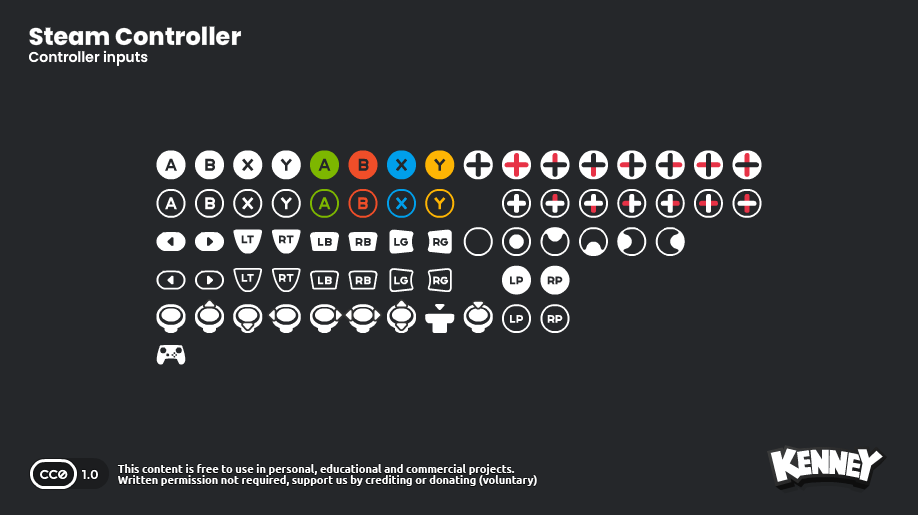 Steam Controller
Controller inputs
A B X Y A B X Y
A B X Y A B X Y
LT RT LB RB LG RG
LT RT LB RB LG RG LP RP
LP RP
CC0 1.0
This content is free to use in personal, educational and commercial projects.
Written permission not required, support us by crediting or donating (voluntary)
KENNEY